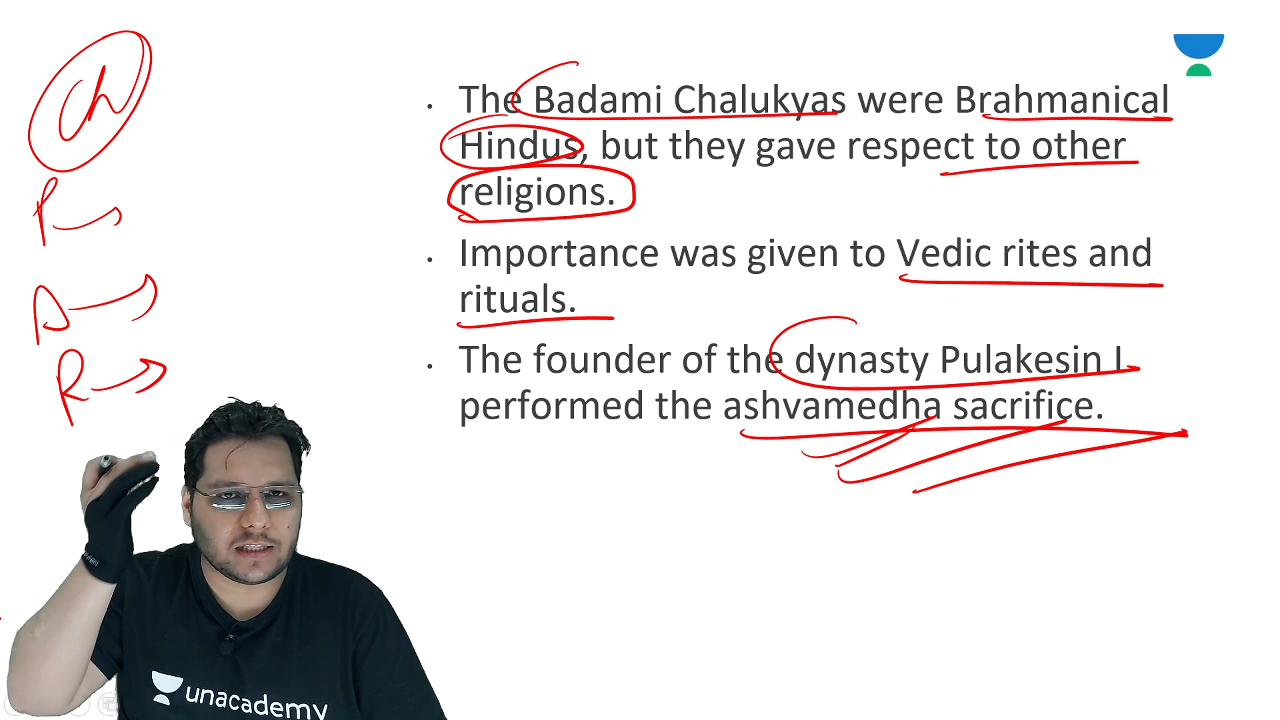 Ch
P
A
R
• The Badami Chalukyas were Brahmanical
Hindus, but they gave respect to other
religions.
• Importance was given to Vedic rites and
rituals.
• The founder of the dynasty Pulakesin I
performed the ashvamedha sacrifice.
unacademy